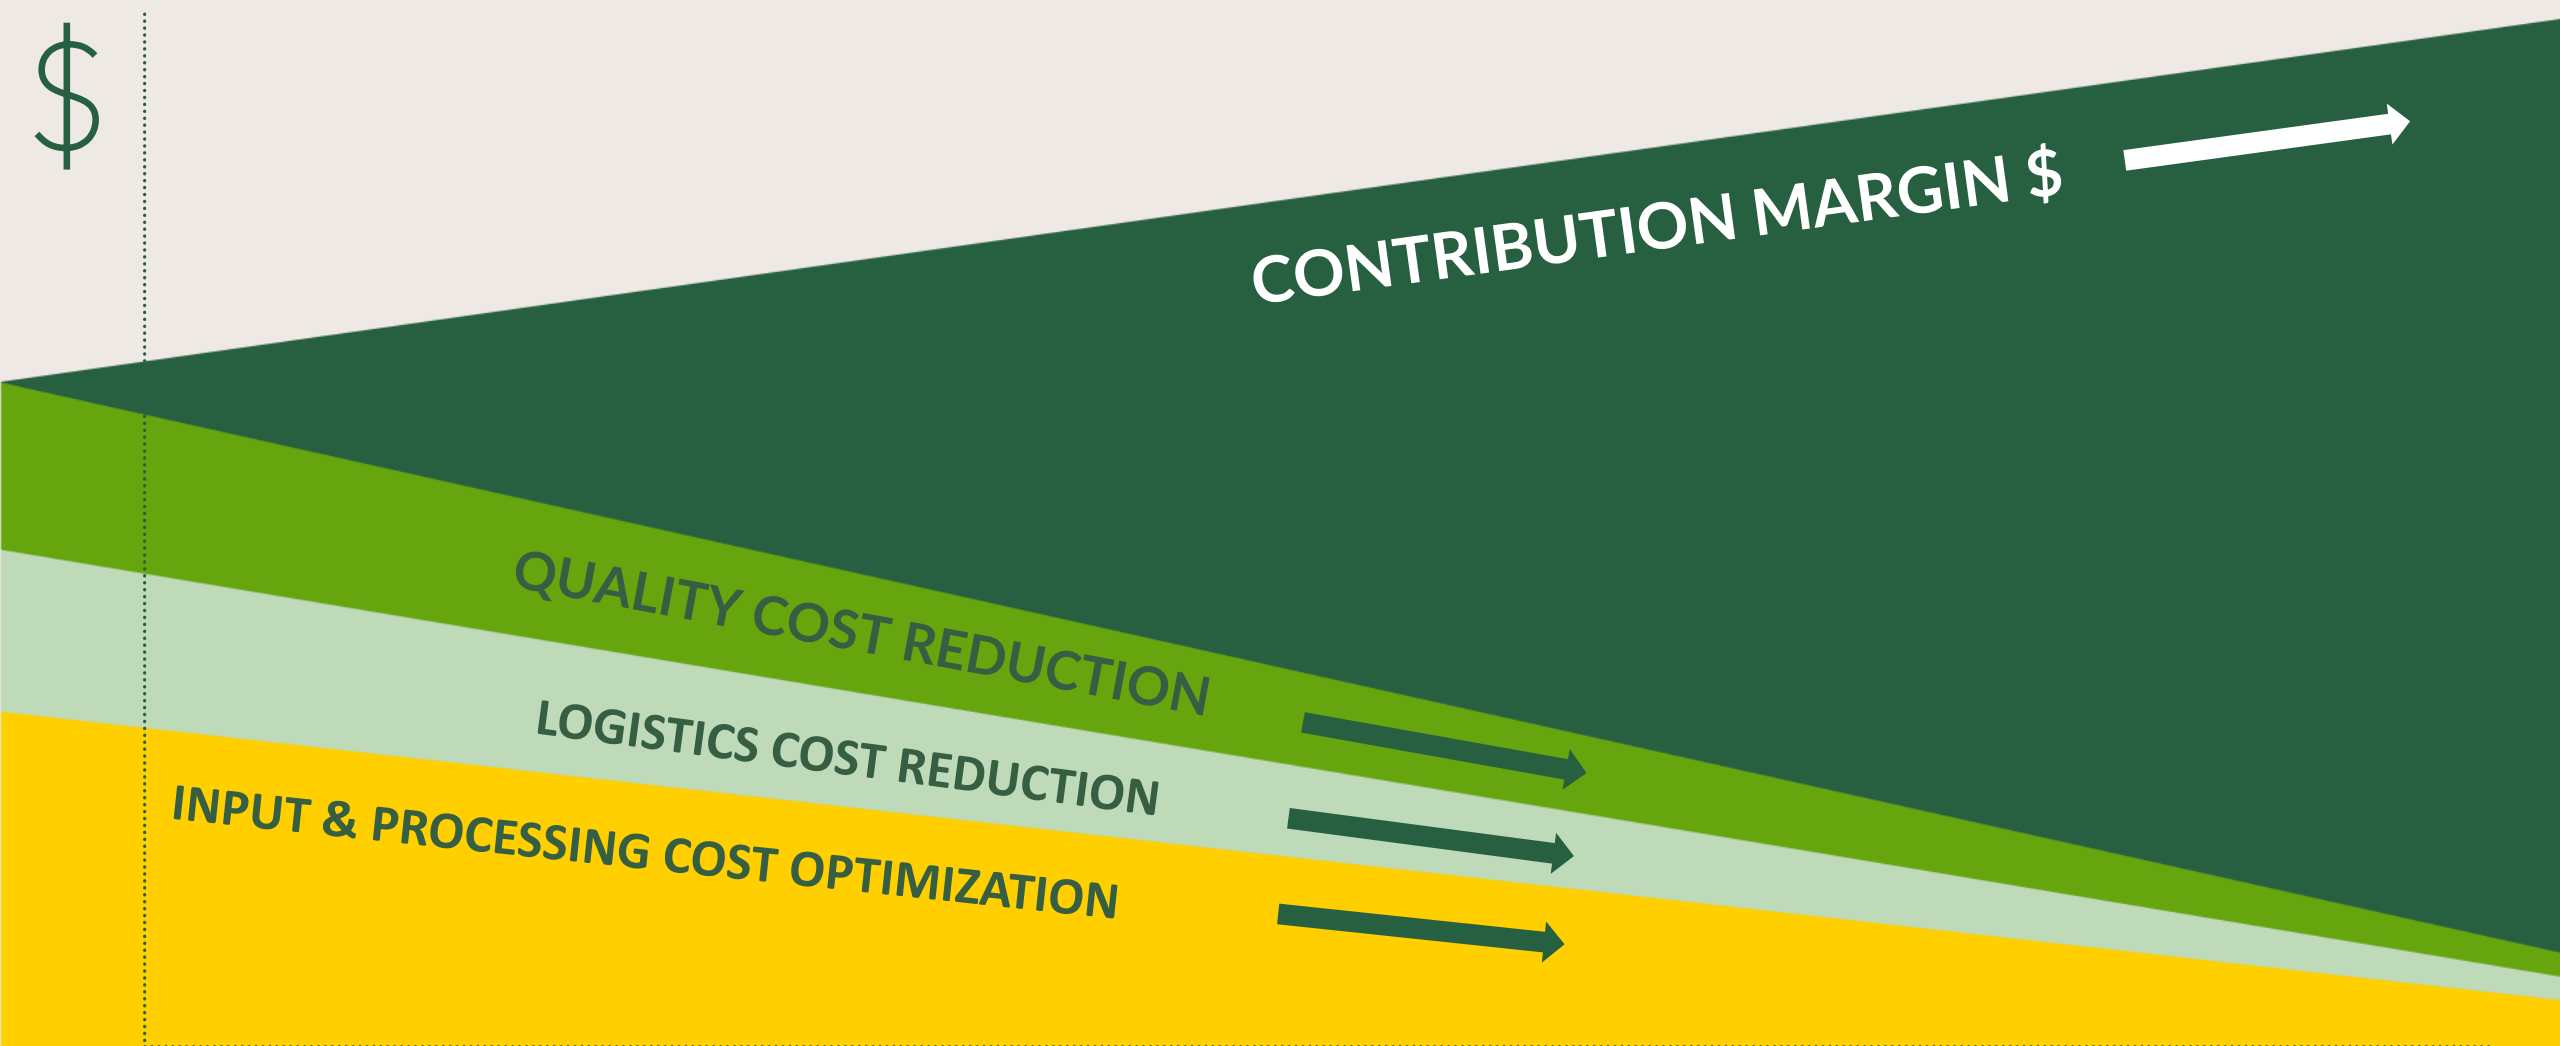 $
CONTRIBUTION MARGIN $
QUALITY COST REDUCTION
LOGISTICS COST REDUCTION
INPUT & PROCESSING COST OPTIMIZATION